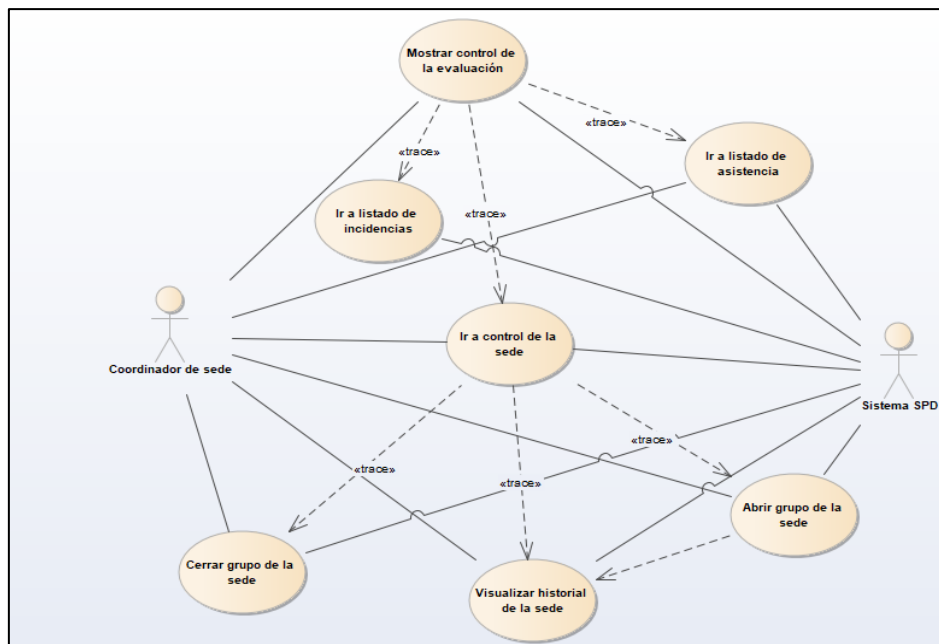 Mostrar control de
la evaluación
«trace»
«trace»
Ir a listado de
asistencia
Ir a listado de
incidencias
«trace»
Ir a control de la
sede
Coordinador de sede
Sistema SPD
«trace»
«trace»
«trace»
Abrir grupo de la
sede
Cerrar grupo de la
sede
Visualizar historial
de la sede